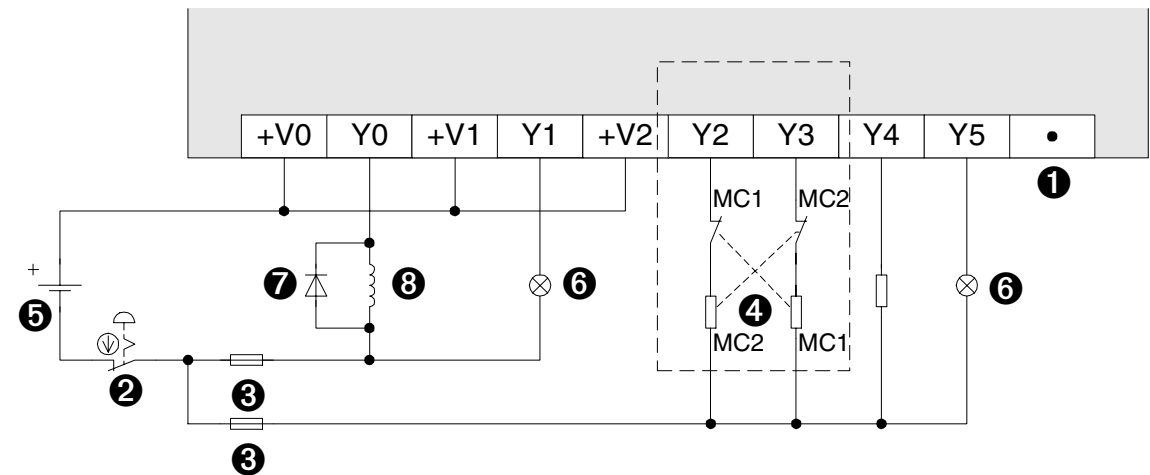 +V0 Y0 +V1 Y1 +V2 Y2 Y3 Y4 Y5 •
❶
MC1 MC2
+
❼ ❽ ❻ ❻
❺ ❹
MC2 MC1
❷ ❸
❸